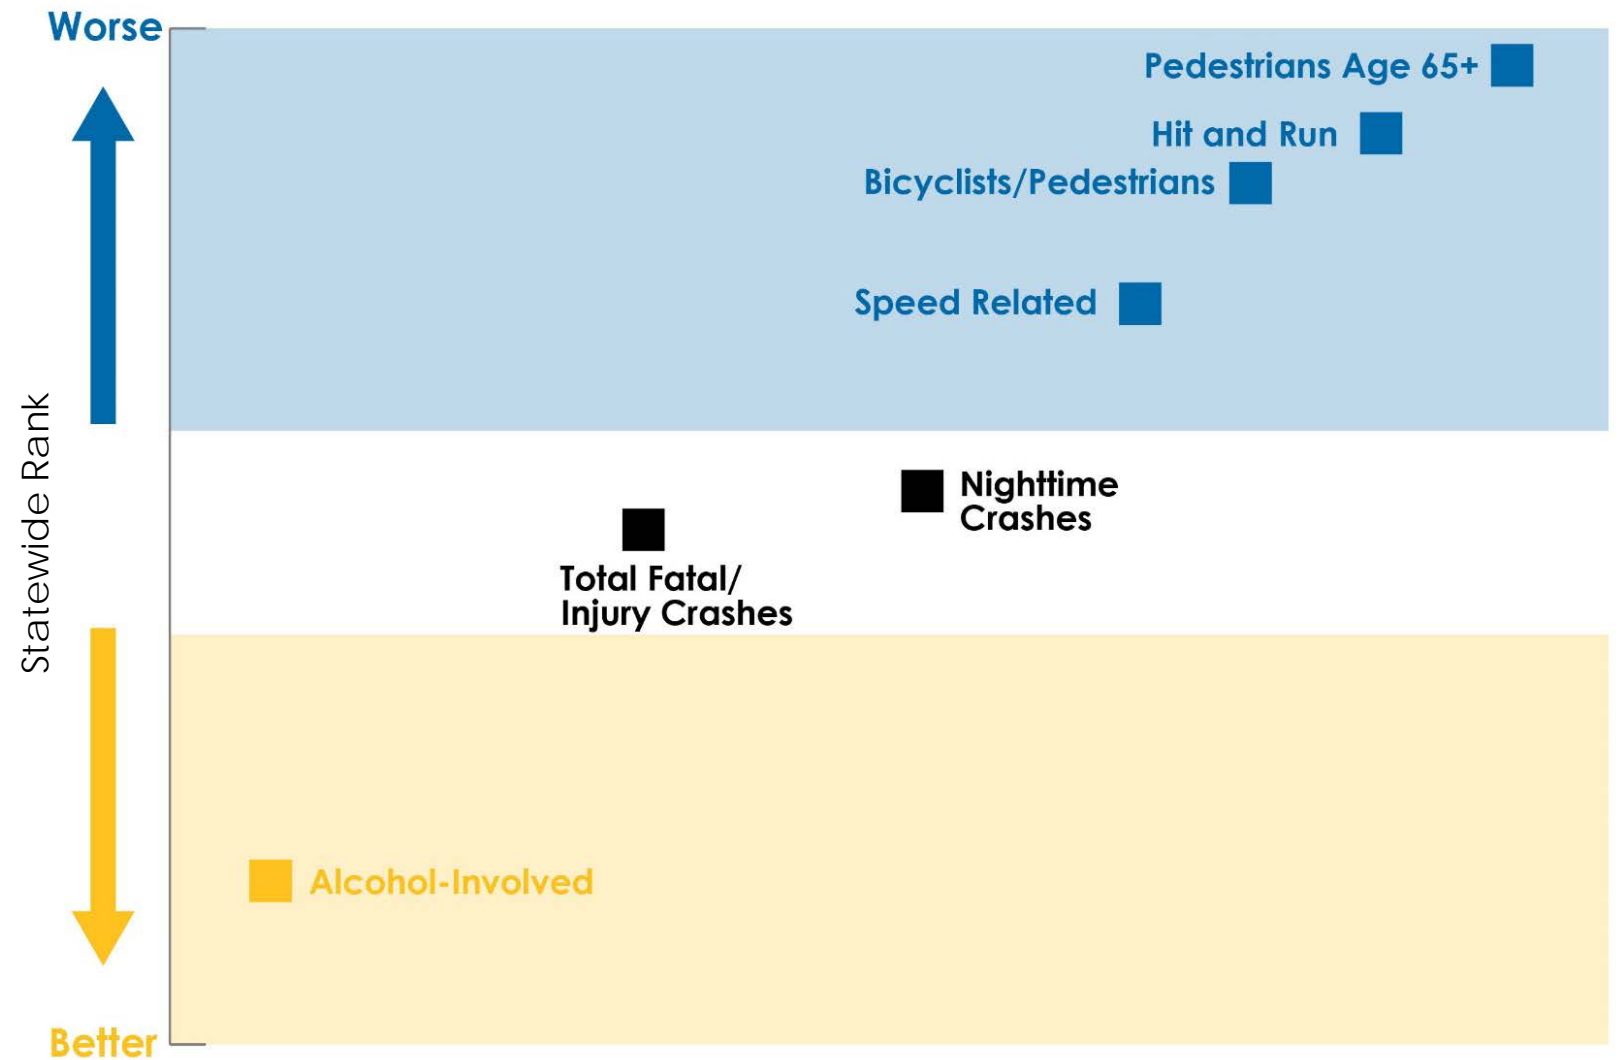 Worse
Pedestrians Age 65+
Hit and Run
Bicyclists/Pedestrians
Speed Related
Statewide Rank
Nighttime
Crashes
Total Fatal/
Injury Crashes
Alcohol-Involved
Better